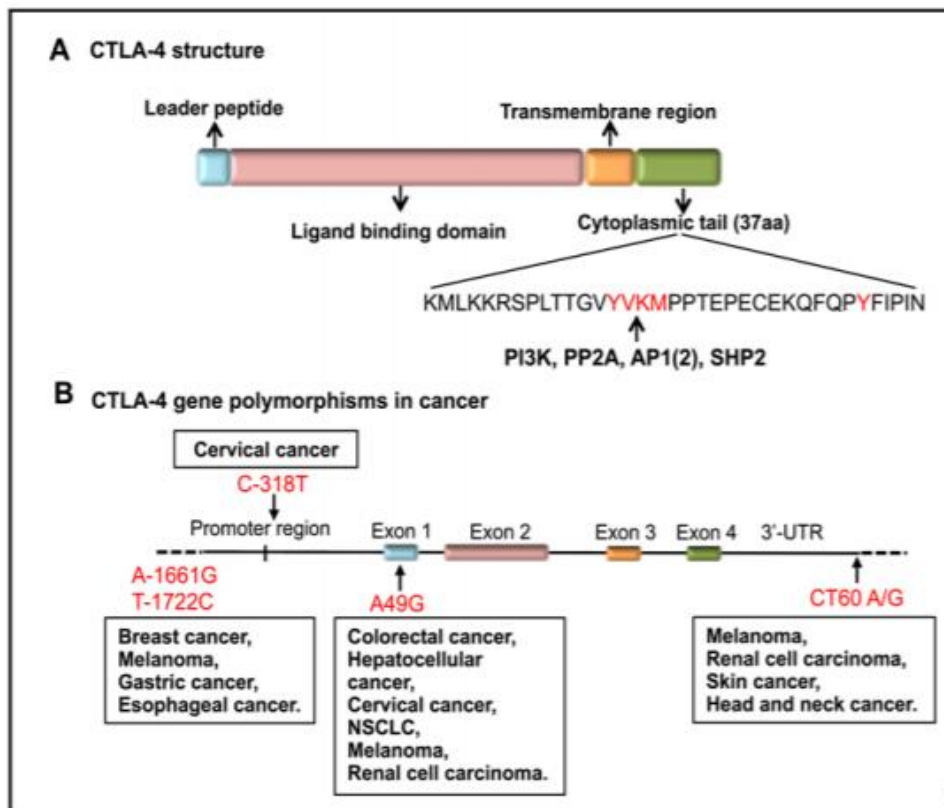 A CTLA-4 structure
Leader peptide
Transmembrane region
Ligand binding domain
Cytoplasmic tail (37aa)
KMLKKRSPLTTGVYVKMPPTEPECEKQFQPYFIPIN
PI3K, PP2A, AP1(2), SHP2
B CTLA-4 gene polymorphisms in cancer
Cervical cancer
C-318T
Promoter region
Exon 1
Exon 2
Exon 3
Exon 4
3'-UTR
A-1661G
T-1722C
A49G
CT60 A/G
Breast cancer,
Melanoma,
Gastric cancer,
Esophageal cancer.
Colorectal cancer,
Hepatocellular
cancer,
Cervical cancer,
NSCLC,
Melanoma,
Renal cell carcinoma.
Melanoma,
Renal cell carcinoma,
Skin cancer,
Head and neck cancer.